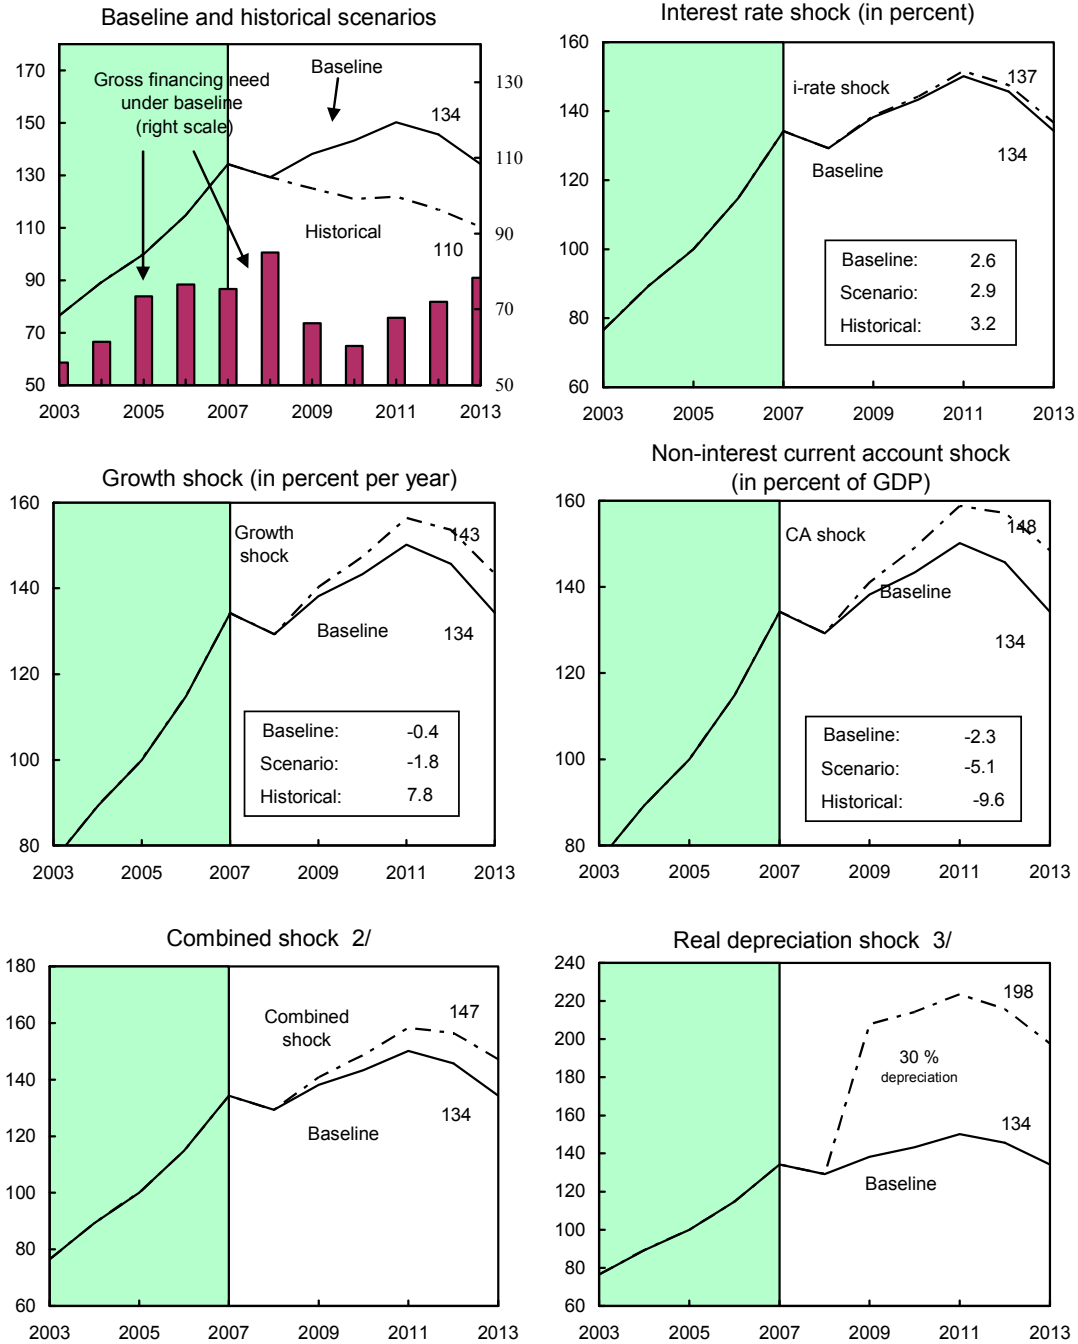 Baseline and historical scenarios
170
150
130
110
90
70
50
130
110
90
70
50
Gross financing need
under baseline
(right scale)
Baseline
134
Historical
110
2003
2005
2007
2009
2011
2013
Interest rate shock (in percent)
160
140
120
100
80
60
i-rate shock
137
134
Baseline
Baseline: 2.6
Scenario: 2.9
Historical: 3.2
2003
2005
2007
2009
2011
2013
Growth shock (in percent per year)
160
140
120
100
80
Growth
shock
143
Baseline
134
Baseline: -0.4
Scenario: -1.8
Historical: 7.8
2003
2005
2007
2009
2011
2013
Non-interest current account shock
(in percent of GDP)
160
140
120
100
80
CA shock
148
Baseline
134
Baseline: -2.3
Scenario: -5.1
Historical: -9.6
2003
2005
2007
2009
2011
2013
Combined shock 2/
180
160
140
120
100
80
60
Combined
shock
147
134
Baseline
2003
2005
2007
2009
2011
2013
Real depreciation shock 3/
240
220
200
180
160
140
120
100
80
60
198
30 %
depreciation
134
Baseline
2003
2005
2007
2009
2011
2013